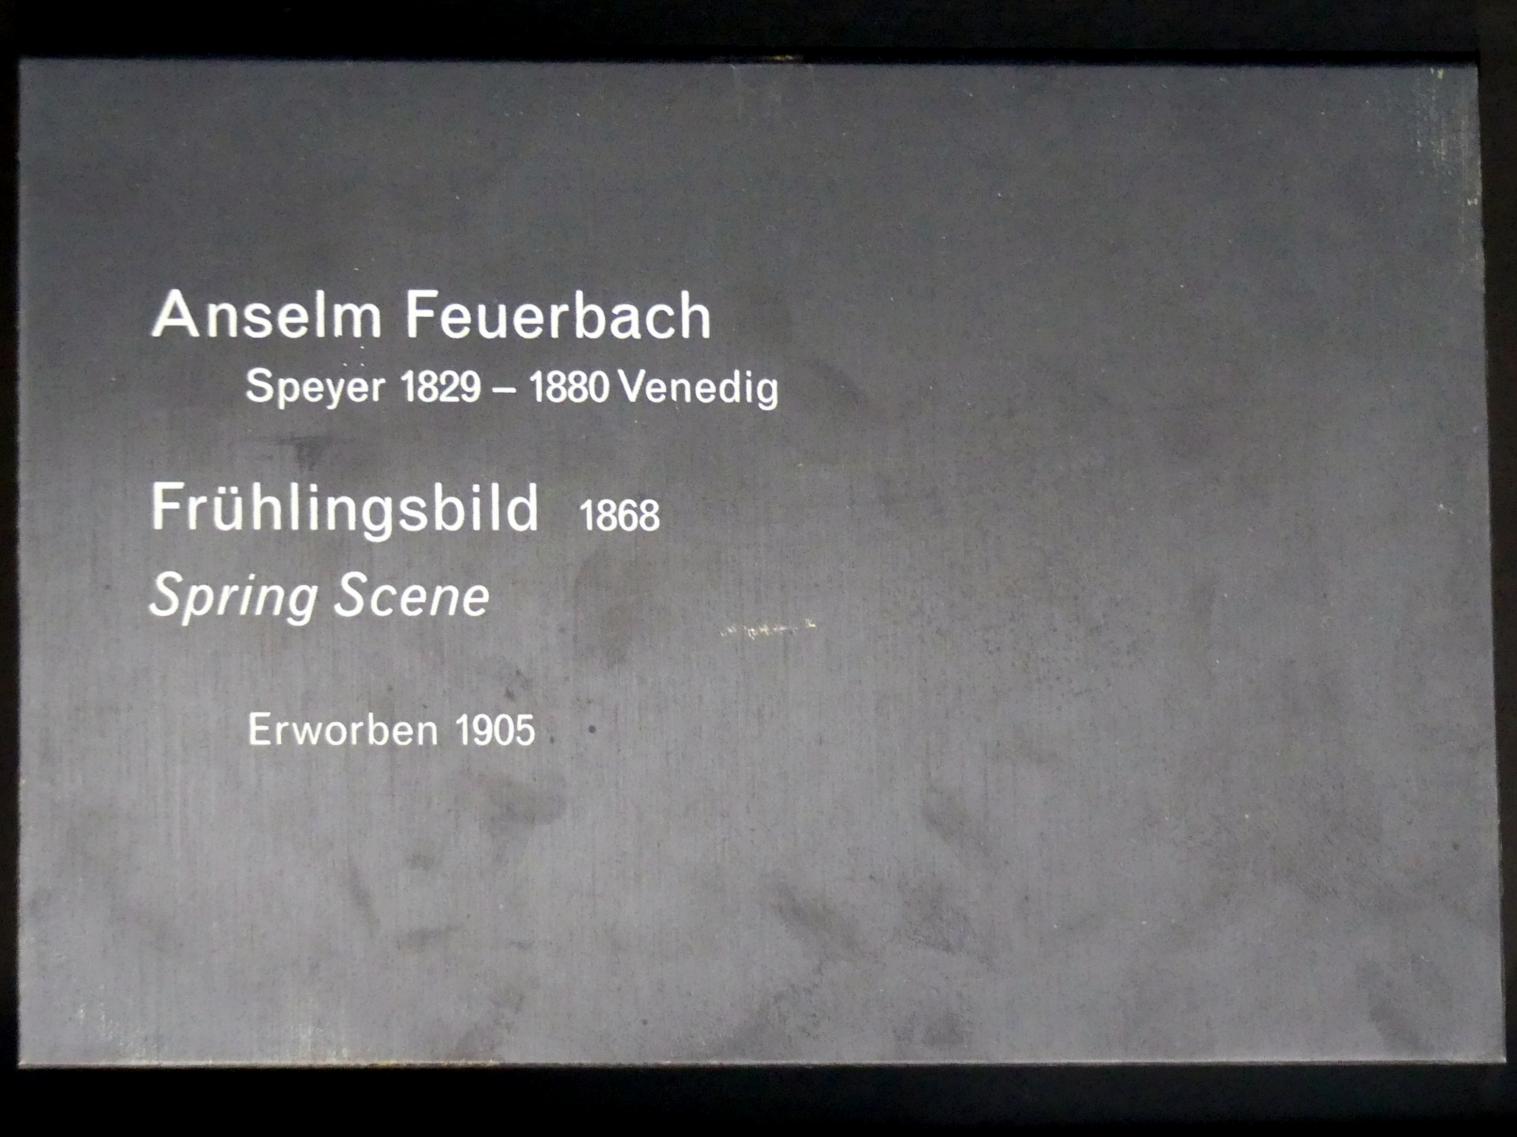 Anselm Feuerbach
Speyer 1829 – 1880 Venedig
Frühlingsbild 1868
Spring Scene
Erworben 1905